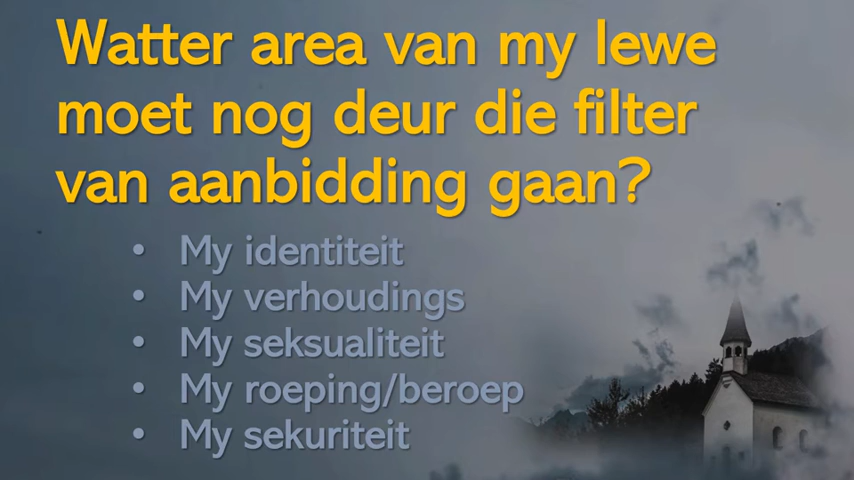 Watter area van my lewe
moet nog deur die filter
van aanbidding gaan?
• My identiteit
• My verhoudings
• My seksualiteit
• My roeping/beroep
• My sekuriteit